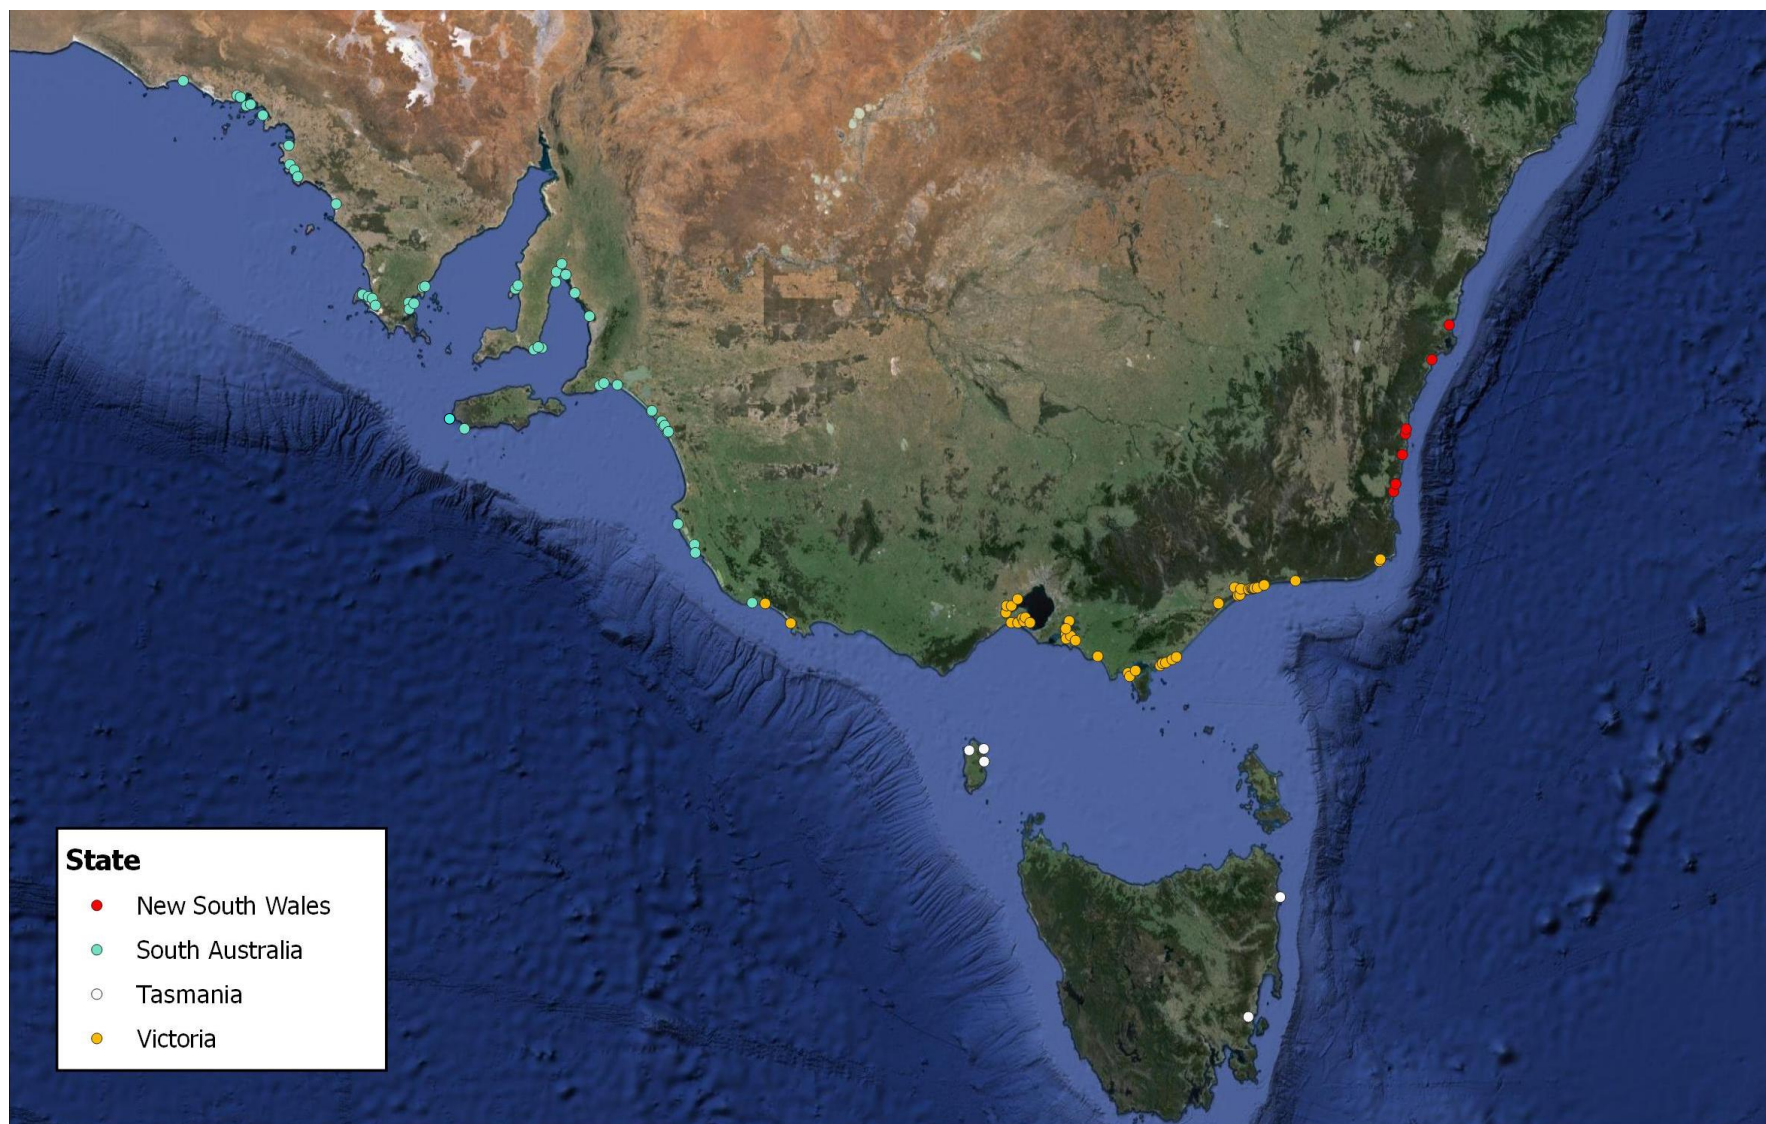 State
New South Wales
South Australia
Tasmania
Victoria